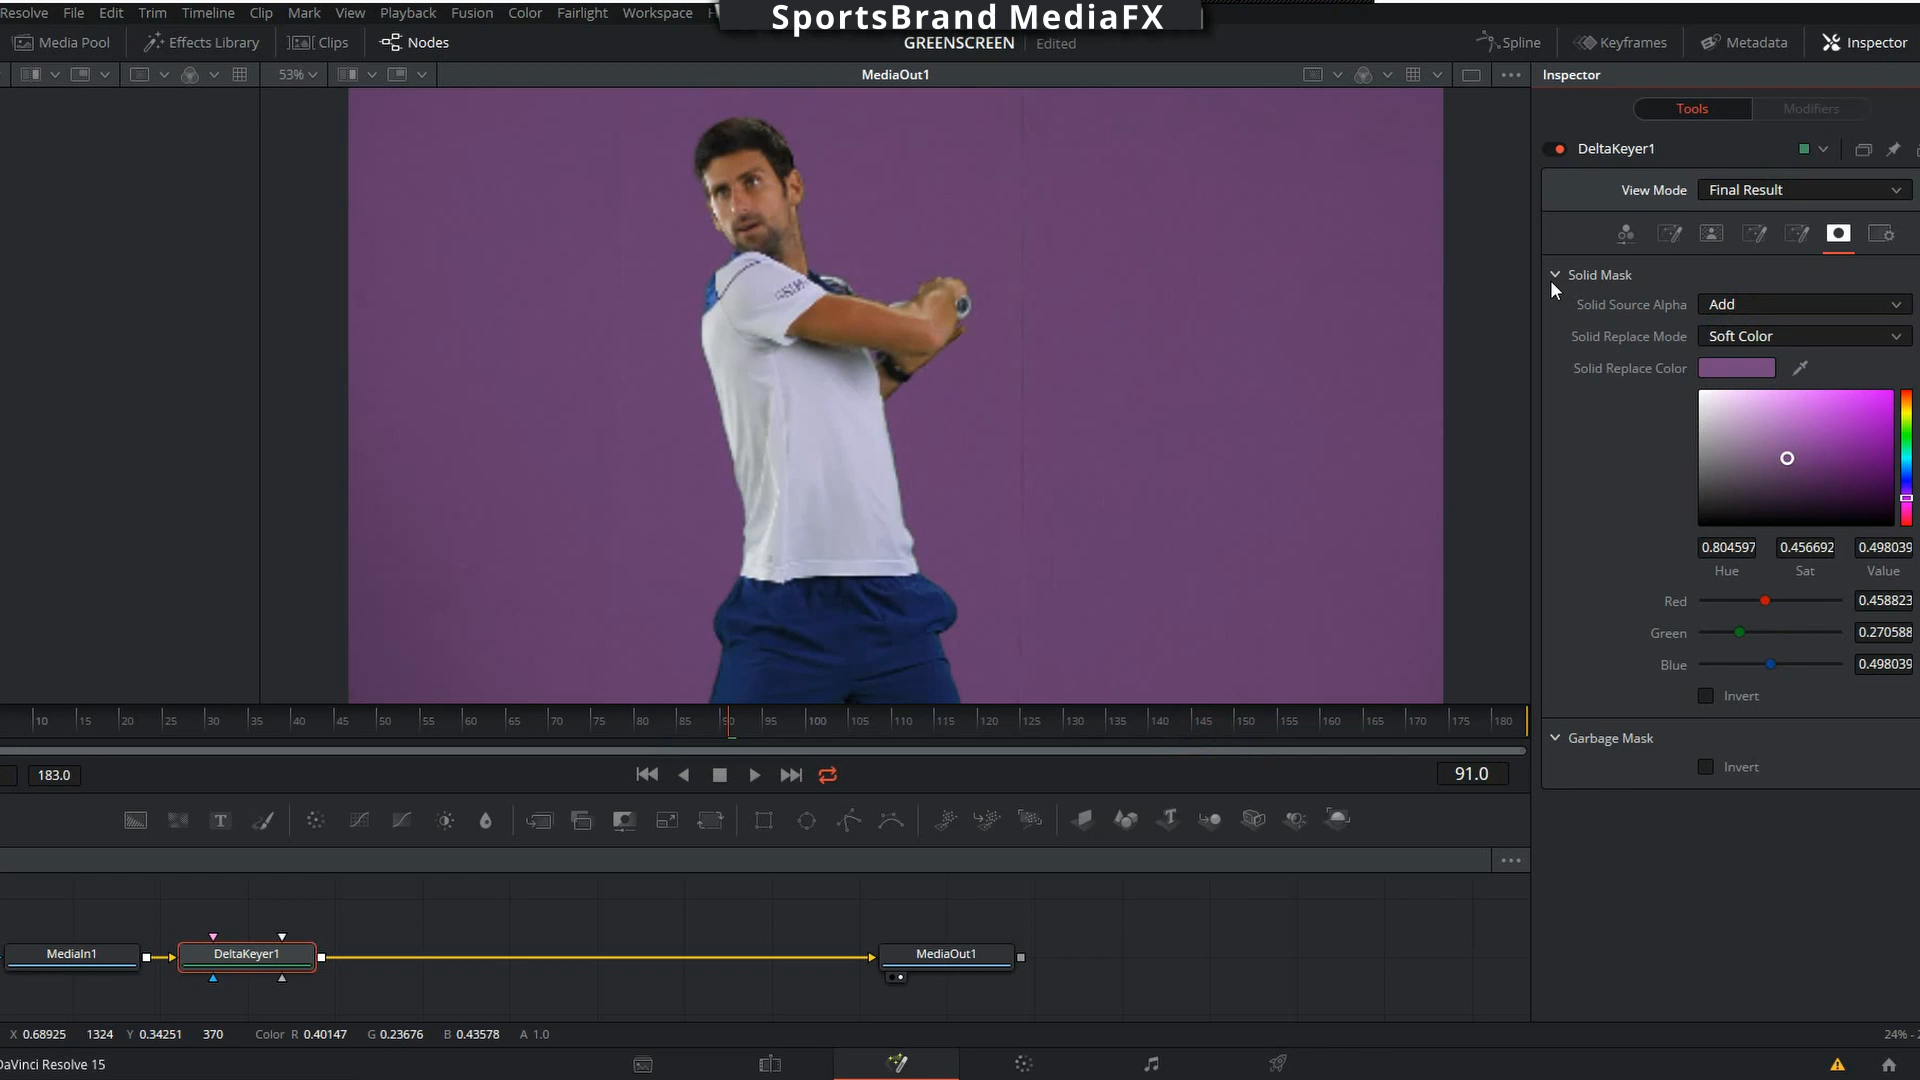 SportsBrand MediaFX
Resolve File Edit Trim Timeline Clip Mark View Playback Fusion Color Fairlight Workspace
Media Pool Effects Library Clips Nodes GREENSCREEN Edited Spline Keyframes Metadata Inspector
53% MediaOut1 Inspector
Tools Modifiers
DeltaKeyer1
View Mode Final Result
Solid Mask
Solid Source Alpha Add
Solid Replace Mode Soft Color
Solid Replace Color
0.804597 0.456692 0.498039
Hue Sat Value
Red 0.458823
Green 0.270588
Blue 0.498039
Invert
Garbage Mask
Invert
10 15 20 25 30 35 40 45 50 55 60 65 70 75 80 85 90 95 100 105 110 115 120 125 130 135 140 145 150 155 160 165 170 175 180
183.0 91.0
MediaIn1 DeltaKeyer1 MediaOut1
X 0.68925 1324 Y 0.34251 370 Color R 0.40147 G 0.23676 B 0.43578 A 1.0 24% -
DaVinci Resolve 15